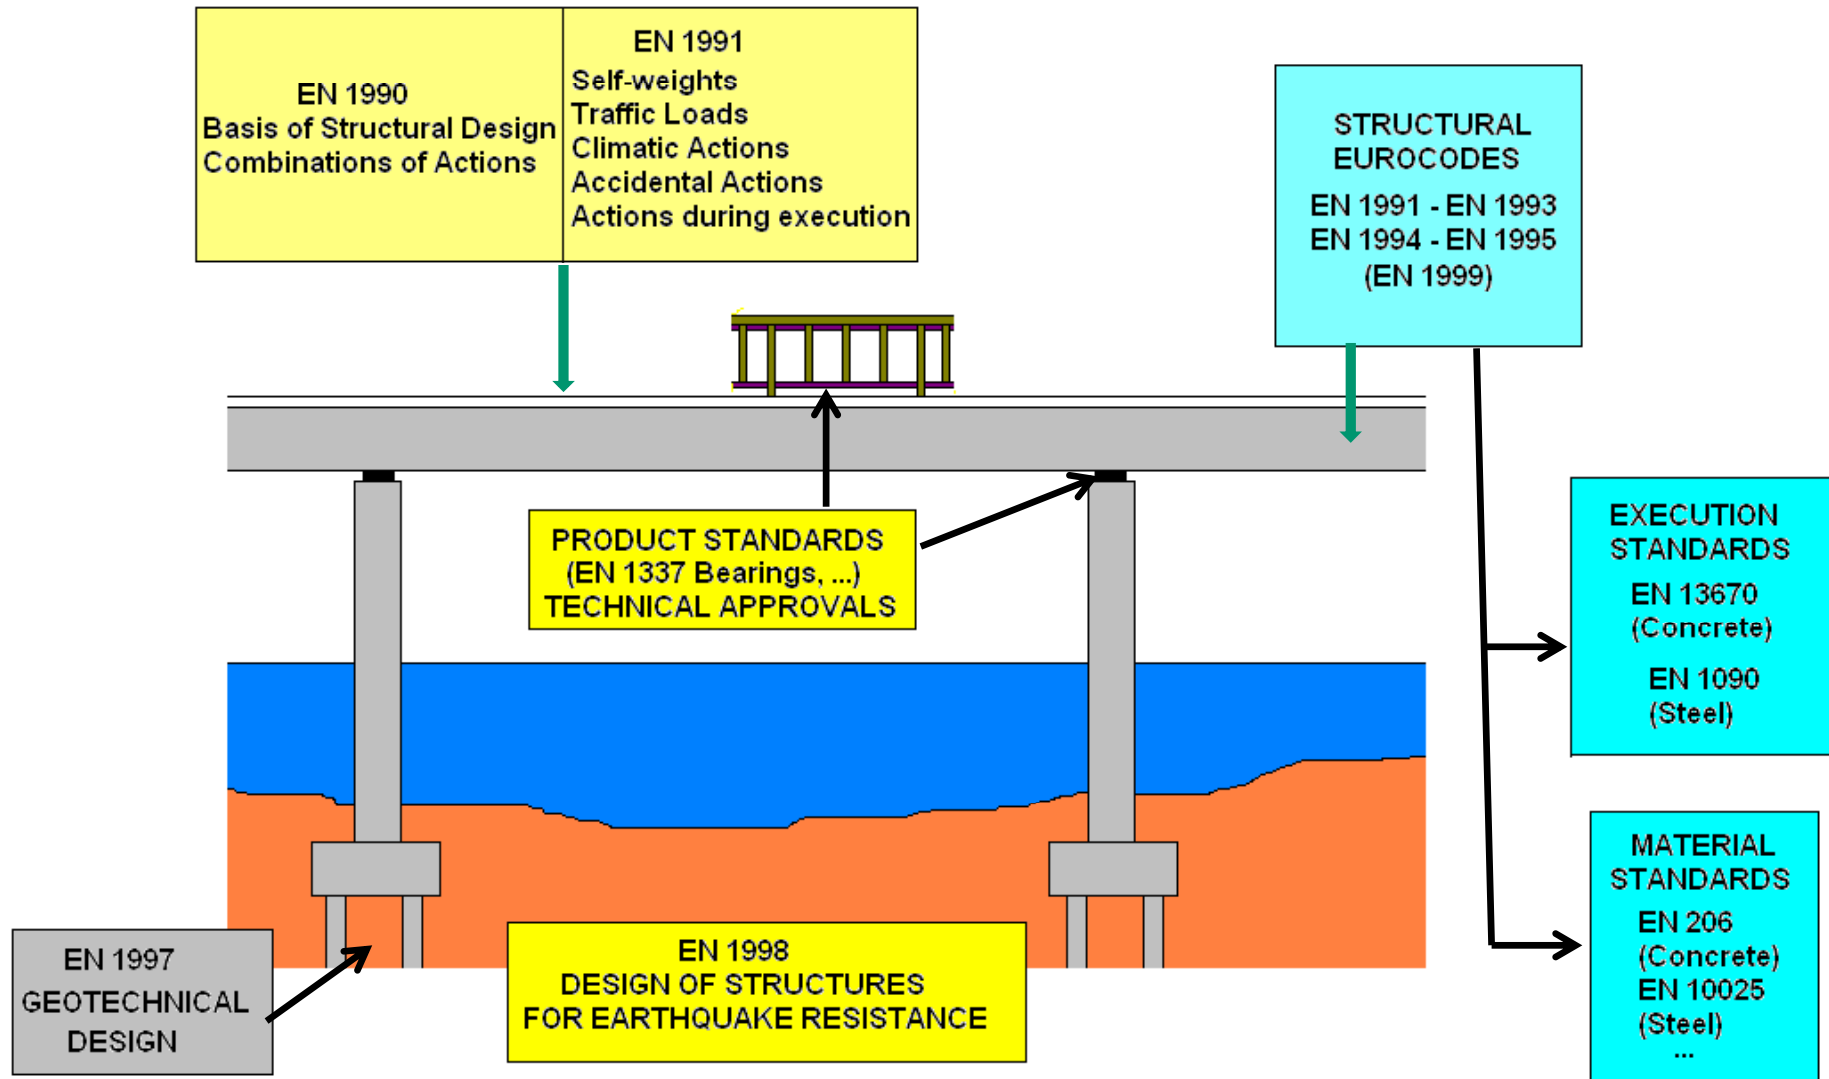 EN 1990
Basis of Structural Design
Combinations of Actions
EN 1991
Self-weights
Traffic Loads
Climatic Actions
Accidental Actions
Actions during execution
STRUCTURAL
EUROCODES
EN 1991 - EN 1993
EN 1994 - EN 1995
(EN 1999)
PRODUCT STANDARDS
(EN 1337 Bearings, ...)
TECHNICAL APPROVALS
EXECUTION
STANDARDS
EN 13670
(Concrete)
EN 1090
(Steel)
MATERIAL
STANDARDS
EN 206
(Concrete)
EN 10025
(Steel)
...
EN 1997
GEOTECHNICAL
DESIGN
EN 1998
DESIGN OF STRUCTURES
FOR EARTHQUAKE RESISTANCE